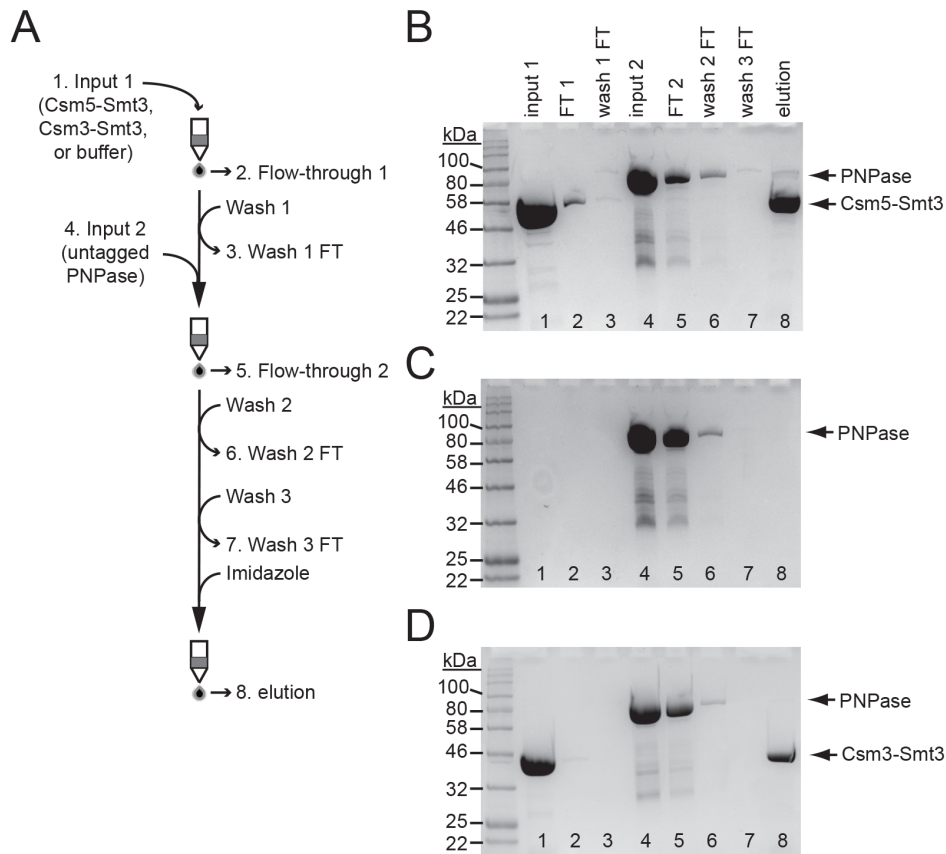 A
1. Input 1
(Csm5-Smt3,
Csm3-Smt3,
or buffer)
2. Flow-through 1
Wash 1
4. Input 2
(untagged
PNPase)
3. Wash 1 FT
5. Flow-through 2
Wash 2
6. Wash 2 FT
Wash 3
7. Wash 3 FT
Imidazole
8. elution
B
input 1
FT 1
wash 1 FT
input 2
FT 2
wash 2 FT
wash 3 FT
elution
kDa
100
80
58
46
32
25
22
PNPase
Csm5-Smt3
1 2 3 4 5 6 7 8
C
kDa
100
80
58
46
32
25
22
PNPase
1 2 3 4 5 6 7 8
D
kDa
100
80
58
46
32
25
22
PNPase
Csm3-Smt3
1 2 3 4 5 6 7 8